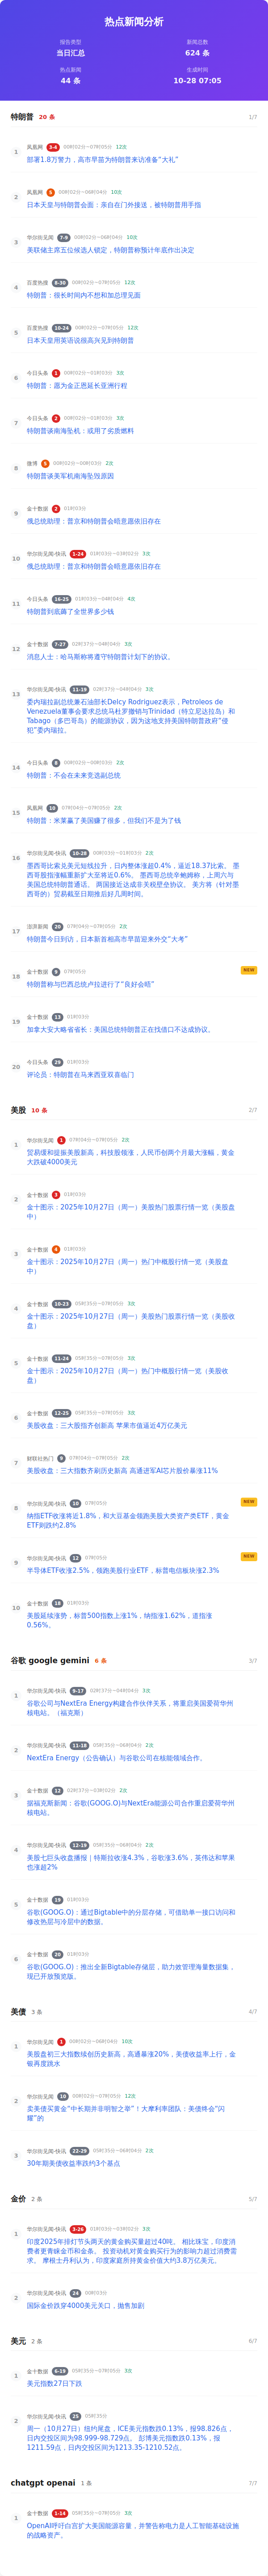 热点新闻分析
报告类型
新闻总数
当日汇总
624 条
热点新闻
生成时间
44 条
10-28 07:05
特朗普 20 条 1/7
1
凤凰网 3-4 00时02分~07时05分 12次
部署1.8万警力，高市早苗为特朗普来访准备“大礼”
2
凤凰网 5 00时02分~06时04分 10次
日本天皇与特朗普会面：亲自在门外接送，被特朗普用手指
3
华尔街见闻 7-9 00时02分~06时04分 10次
美联储主席五位候选人锁定，特朗普称预计年底作出决定
4
百度热搜 8-30 00时02分~07时05分 12次
特朗普：很长时间内不想和加总理见面
5
百度热搜 10-24 00时02分~07时05分 12次
日本天皇用英语说很高兴见到特朗普
6
今日头条 1 00时02分~01时03分 3次
特朗普：愿为金正恩延长亚洲行程
7
今日头条 2 00时02分~01时03分 3次
特朗普谈南海坠机：或用了劣质燃料
8
微博 5 00时02分~00时03分 2次
特朗普谈美军机南海坠毁原因
9
金十数据 2 01时03分
俄总统助理：普京和特朗普会晤意愿依旧存在
10
华尔街见闻-快讯 1-24 01时03分~03时02分 3次
俄总统助理：普京和特朗普会晤意愿依旧存在
11
今日头条 16-25 01时03分~04时04分 4次
特朗普到底薅了全世界多少钱
12
金十数据 7-27 02时37分~04时04分 3次
消息人士：哈马斯称将遵守特朗普计划下的协议。
13
华尔街见闻-快讯 11-19 02时37分~04时04分 3次
委内瑞拉副总统兼石油部长Delcy Rodriguez表示，Petroleos de
Venezuela董事会要求总统马杜罗撤销与Trinidad（特立尼达拉岛）和
Tabago（多巴哥岛）的能源协议，因为这地支持美国特朗普政府“侵
犯”委内瑞拉。
14
今日头条 8 00时02分~00时03分 2次
特朗普：不会在未来竞选副总统
15
凤凰网 10 07时04分~07时05分 2次
特朗普：米莱赢了美国赚了很多，但我们不是为了钱
16
华尔街见闻-快讯 10-28 00时03分~01时03分 2次
墨西哥比索兑美元短线拉升，日内整体涨超0.4%，逼近18.37比索。 墨
西哥股指涨幅重新扩大至将近0.6%。 墨西哥总统辛鲍姆称，上周六与
美国总统特朗普通话。 两国接近达成非关税壁垒协议。 美方将（针对墨
西哥的）贸易截至日期推后好几周时间。
17
澎湃新闻 20 07时04分~07时05分 2次
特朗普今日到访，日本新首相高市早苗迎来外交“大考”
18
金十数据 9 07时05分 NEW
特朗普称与巴西总统卢拉进行了“良好会晤”
19
金十数据 13 01时03分
加拿大安大略省省长：美国总统特朗普正在找借口不达成协议。
20
今日头条 29 01时03分
评论员：特朗普在马来西亚双喜临门
美股 10 条 2/7
1
华尔街见闻 1 07时04分~07时05分 2次
贸易缓和提振美股新高，科技股领涨，人民币创两个月最大涨幅，黄金
大跌破4000美元
2
金十数据 3 01时03分
金十图示：2025年10月27日（周一）美股热门股票行情一览（美股盘
中）
3
金十数据 4 01时03分
金十图示：2025年10月27日（周一）热门中概股行情一览（美股盘
中）
4
金十数据 10-23 05时35分~07时05分 3次
金十图示：2025年10月27日（周一）美股热门股票行情一览（美股收
盘）
5
金十数据 11-24 05时35分~07时05分 3次
金十图示：2025年10月27日（周一）热门中概股行情一览（美股收
盘）
6
金十数据 12-25 05时35分~07时05分 3次
美股收盘：三大股指齐创新高 苹果市值逼近4万亿美元
7
财联社热门 9 07时04分~07时05分 2次
美股收盘：三大指数齐刷历史新高 高通进军AI芯片股价暴涨11%
8
华尔街见闻-快讯 10 07时05分 NEW
纳指ETF收涨将近1.8%，和大豆基金领跑美股大类资产类ETF，黄金
ETF则跌约2.8%
9
华尔街见闻-快讯 12 07时05分 NEW
半导体ETF收涨2.5%，领跑美股行业ETF，标普电信板块涨2.3%
10
金十数据 18 01时03分
美股延续涨势，标普500指数上涨1%，纳指涨1.62%，道指涨
0.56%。
谷歌 google gemini 6 条 3/7
1
华尔街见闻-快讯 9-17 02时37分~04时04分 3次
谷歌公司与NextEra Energy构建合作伙伴关系，将重启美国爱荷华州
核电站。（福克斯）
2
华尔街见闻-快讯 11-18 05时35分~06时04分 2次
NextEra Energy（公告确认）与谷歌公司在核能领域合作。
3
金十数据 12 02时37分~03时02分 2次
据福克斯新闻：谷歌(GOOG.O)与NextEra能源公司合作重启爱荷华州
核电站。
4
华尔街见闻-快讯 12-19 05时35分~06时04分 2次
美股七巨头收盘播报｜特斯拉收涨4.3%，谷歌涨3.6%，英伟达和苹果
也涨超2%
5
金十数据 19 01时03分
谷歌(GOOG.O)：通过Bigtable中的分层存储，可借助单一接口访问和
修改热层与冷层中的数据。
6
金十数据 20 01时03分
谷歌(GOOG.O)：推出全新Bigtable存储层，助力效管理海量数据集，
现已开放预览版。
美债 3 条 4/7
1
华尔街见闻 1 00时02分~06时04分 10次
美股盘初三大指数续创历史新高，高通暴涨20%，美债收益率上行，金
银再度跳水
2
华尔街见闻 10 00时02分~07时05分 12次
卖美债买黄金“中长期并非明智之举”！大摩利率团队：美债终会“闪
耀”的
3
华尔街见闻-快讯 22-29 05时35分~06时04分 2次
30年期美债收益率跌约3个基点
金价 2 条 5/7
1
华尔街见闻-快讯 3-26 01时03分~03时02分 3次
印度2025年排灯节头两天的黄金购买量超过40吨。 相比珠宝，印度消
费者更青睐金币和金条。 投资动机对黄金购买行为的影响力超过消费需
求。 摩根士丹利认为，印度家庭所持黄金价值大约3.8万亿美元。
2
华尔街见闻-快讯 24 00时03分
国际金价跌穿4000美元关口，抛售加剧
美元 2 条 6/7
1
金十数据 6-19 05时35分~07时05分 3次
美元指数27日下跌
2
华尔街见闻-快讯 25 05时35分
周一（10月27日）纽约尾盘，ICE美元指数跌0.13%，报98.826点，
日内交投区间为98.999-98.729点。 彭博美元指数跌0.13%，报
1211.59点，日内交投区间为1213.35-1210.52点。
chatgpt openai 1 条 7/7
1
金十数据 1-14 05时35分~07时05分 3次
OpenAI呼吁白宫扩大美国能源容量，并警告称电力是人工智能基础设施
的战略资产。